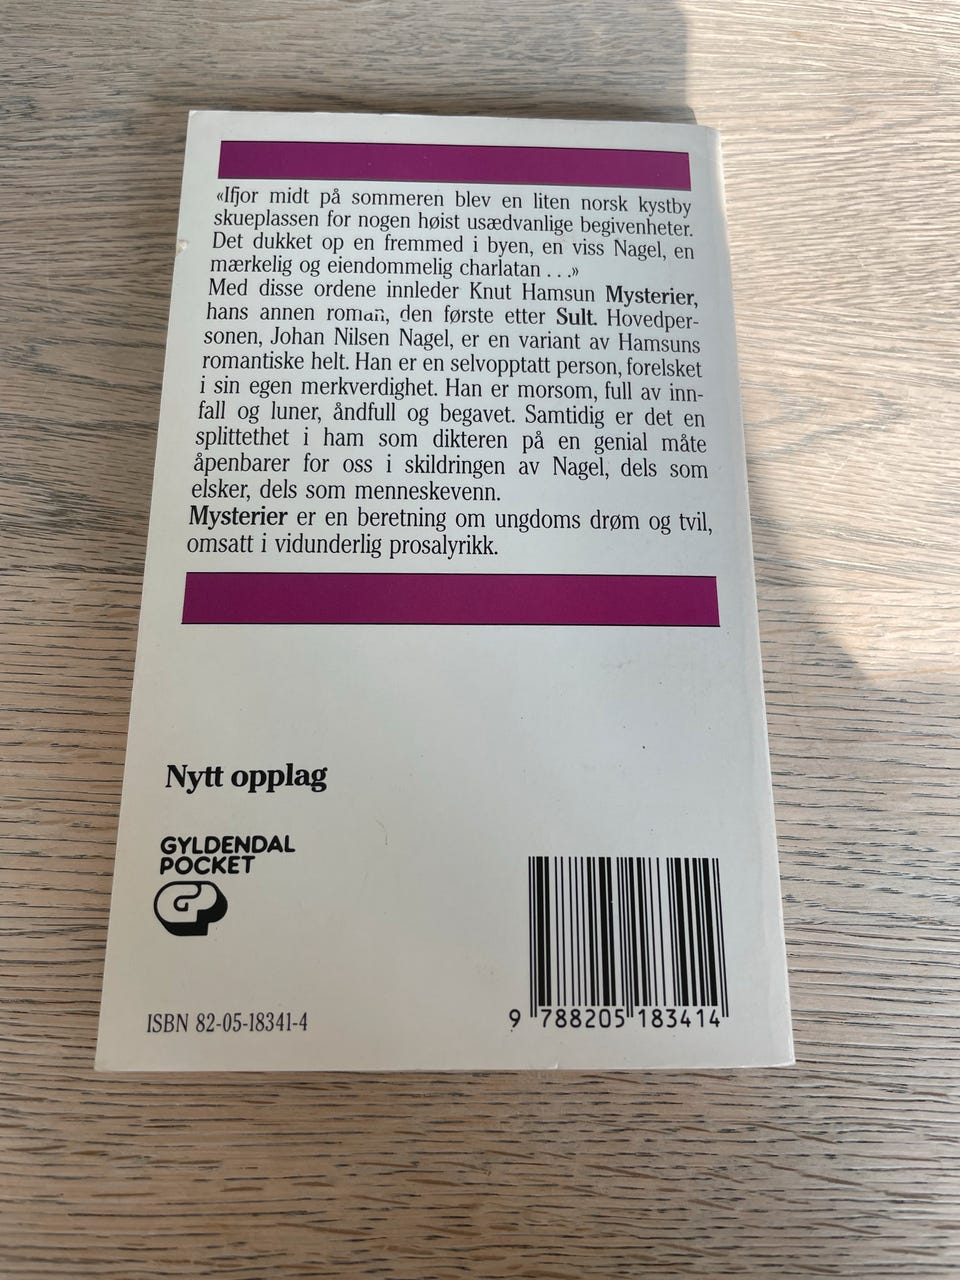 «Ifjor midt på sommeren blev en liten norsk kystby
skueplassen for nogen høist usædvanlige begivenheter.
Det dukket op en fremmed i byen, en viss Nagel, en
mærkelig og eiendommelig charlatan . . .»
Med disse ordene innleder Knut Hamsun Mysterier,
hans annen roman, den første etter Sult. Hovedper-
sonen, Johan Nilsen Nagel, er en variant av Hamsuns
romantiske helt. Han er en selvopptatt person, forelsket
i sin egen merkverdighet. Han er morsom, full av inn-
fall og luner, åndfull og begavet. Samtidig er det en
splittethet i ham som dikteren på en genial måte
åpenbarer for oss i skildringen av Nagel, dels som
elsker, dels som menneskevenn.
Mysterier er en beretning om ungdoms drøm og tvil,
omsatt i vidunderlig prosalyrikk.
Nytt opplag
GYLDENDAL
POCKET
GP
ISBN 82-05-18341-4
9 788205 183414